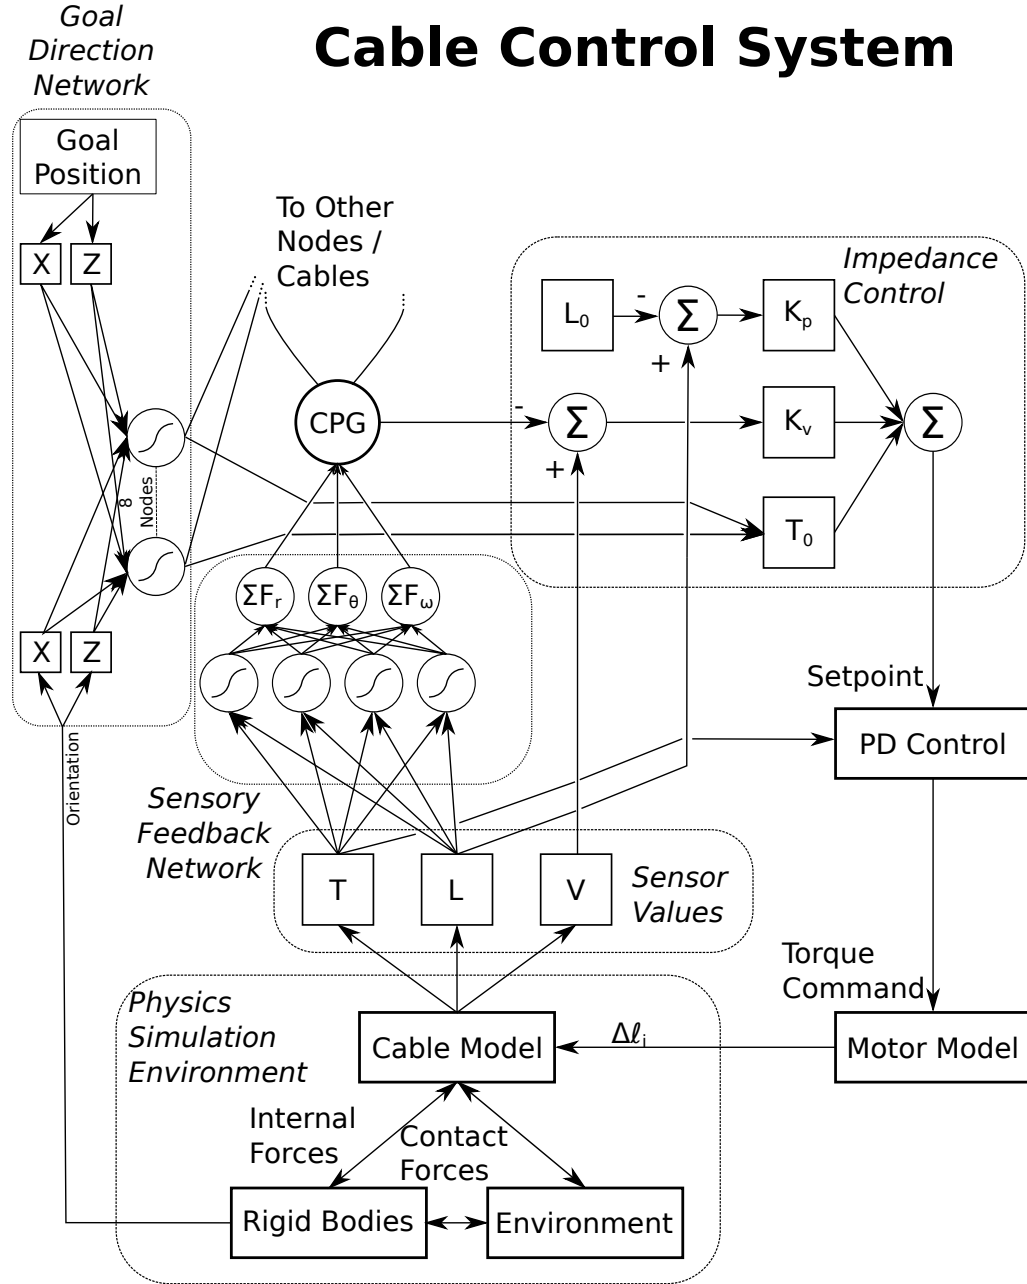 Cable Control System
Goal
Direction
Network
Goal
Position
X
Z
8
Nodes
X
Z
Orientation
To Other
Nodes /
Cables
CPG
ΣFr
ΣFθ
ΣFω
Sensory
Feedback
Network
Impedance
Control
L0
-
Σ
+
Kp
-
Σ
+
Kv
Σ
T0
Setpoint
PD Control
T
L
V
Sensor
Values
Torque
Command
Physics
Simulation
Environment
Cable Model
Δℓi
Motor Model
Internal
Forces
Contact
Forces
Rigid Bodies
Environment